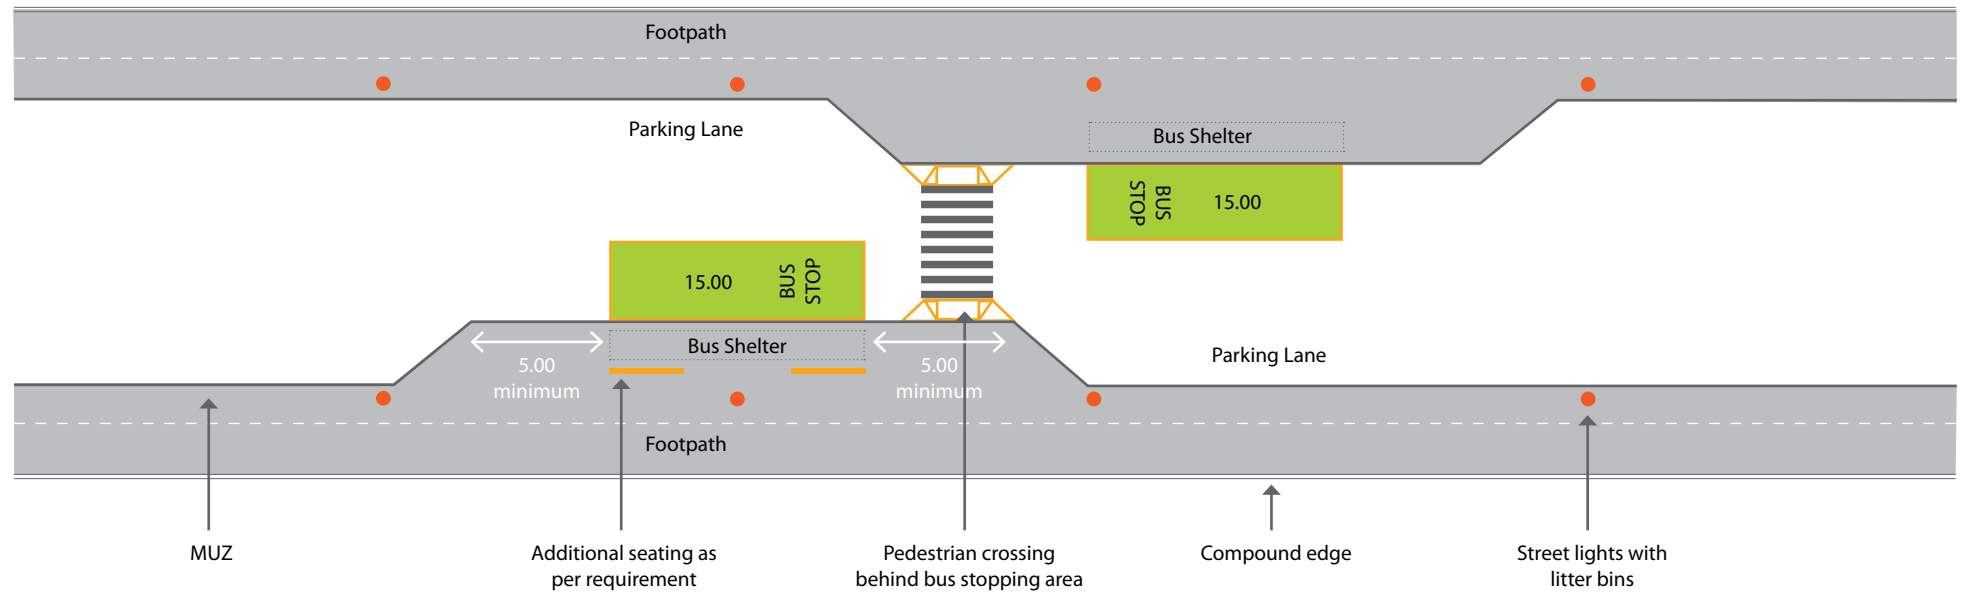 Footpath
Parking Lane
Bus Shelter
BUS
STOP
15.00
15.00
BUS
STOP
Bus Shelter
5.00
minimum
5.00
minimum
Parking Lane
Footpath
MUZ
Additional seating as
per requirement
Pedestrian crossing
behind bus stopping area
Compound edge
Street lights with
litter bins